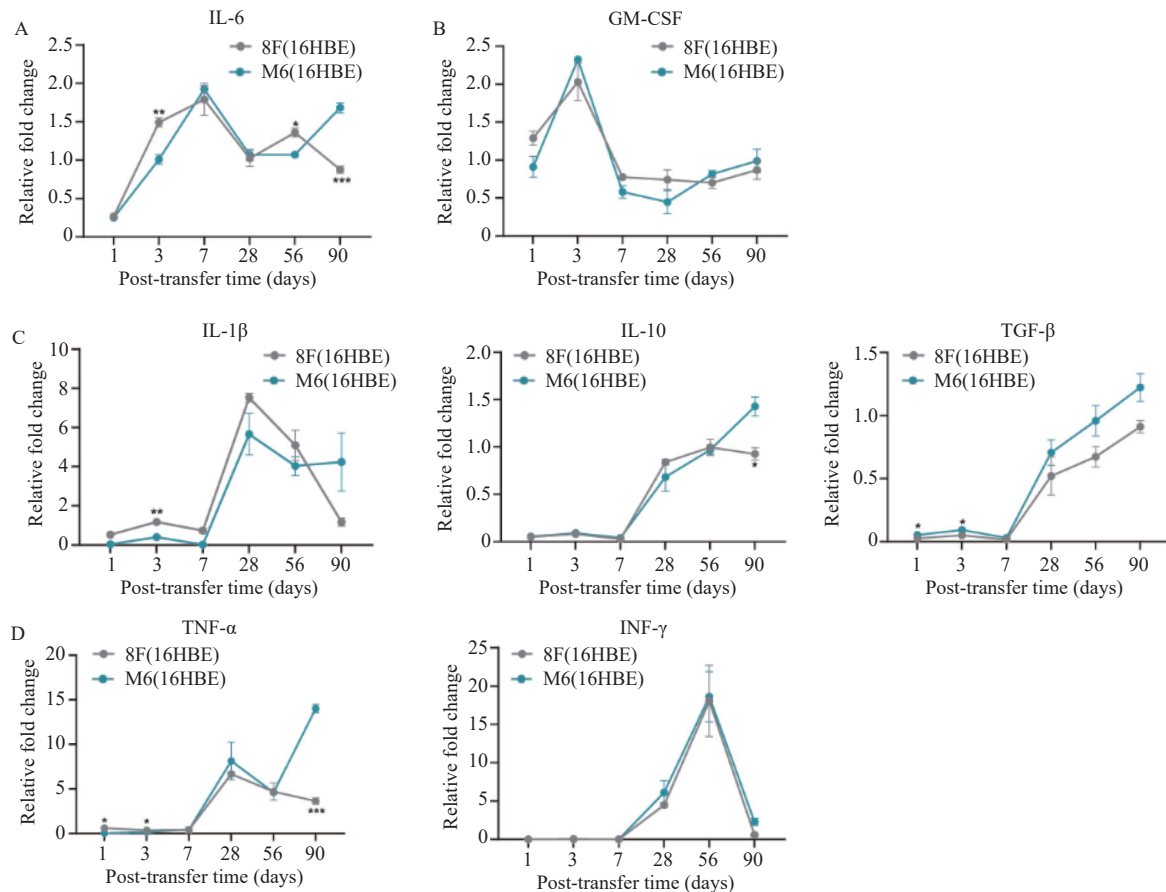 A
IL-6
8F(16HBE)
M6(16HBE)
Relative fold change
2.5
2.0
1.5
1.0
0.5
0
**
*
***
1 3 7 28 56 90
Post-transfer time (days)
B
GM-CSF
8F(16HBE)
M6(16HBE)
Relative fold change
2.5
2.0
1.5
1.0
0.5
0
1 3 7 28 56 90
Post-transfer time (days)
C
IL-1β
8F(16HBE)
M6(16HBE)
Relative fold change
10
8
6
4
2
0
**
1 3 7 28 56 90
Post-transfer time (days)
IL-10
8F(16HBE)
M6(16HBE)
Relative fold change
2.0
1.5
1.0
0.5
0
*
1 3 7 28 56 90
Post-transfer time (days)
TGF-β
8F(16HBE)
M6(16HBE)
Relative fold change
1.5
1.0
0.5
0
* *
1 3 7 28 56 90
Post-transfer time (days)
D
TNF-α
8F(16HBE)
M6(16HBE)
Relative fold change
20
15
10
5
0
* *
***
1 3 7 28 56 90
Post-transfer time (days)
INF-γ
8F(16HBE)
M6(16HBE)
Relative fold change
25
20
15
10
5
0
1 3 7 28 56 90
Post-transfer time (days)